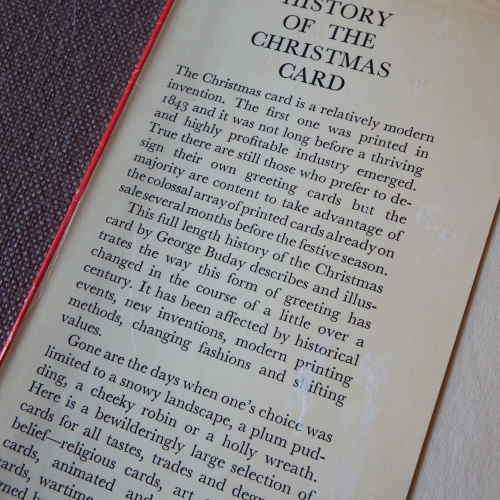 HISTORY
OF THE
CHRISTMAS
CARD
The Christmas card is a relatively modern
invention. The first one was printed in
1843 and it was not long before a thriving
and highly profitable industry emerged.
True there are still those who prefer to de-
sign their own greeting cards but the
majority are content to take advantage of
the colossal array of printed cards already on
sale several months before the festive season.
This full length history of the Christmas
card by George Buday describes and illus-
trates the way this form of greeting has
changed in the course of a little over a
century. It has been affected by historical
events, new inventions, modern printing
methods, changing fashions and shifting
values.
Gone are the days when one's choice was
limited to a snowy landscape, a plum pud-
ding, a cheeky robin or a holly wreath.
Here is a bewilderingly large selection of
cards for all tastes, trades and degrees
belief—religious cards, art
cards, animated and
cards, wartime